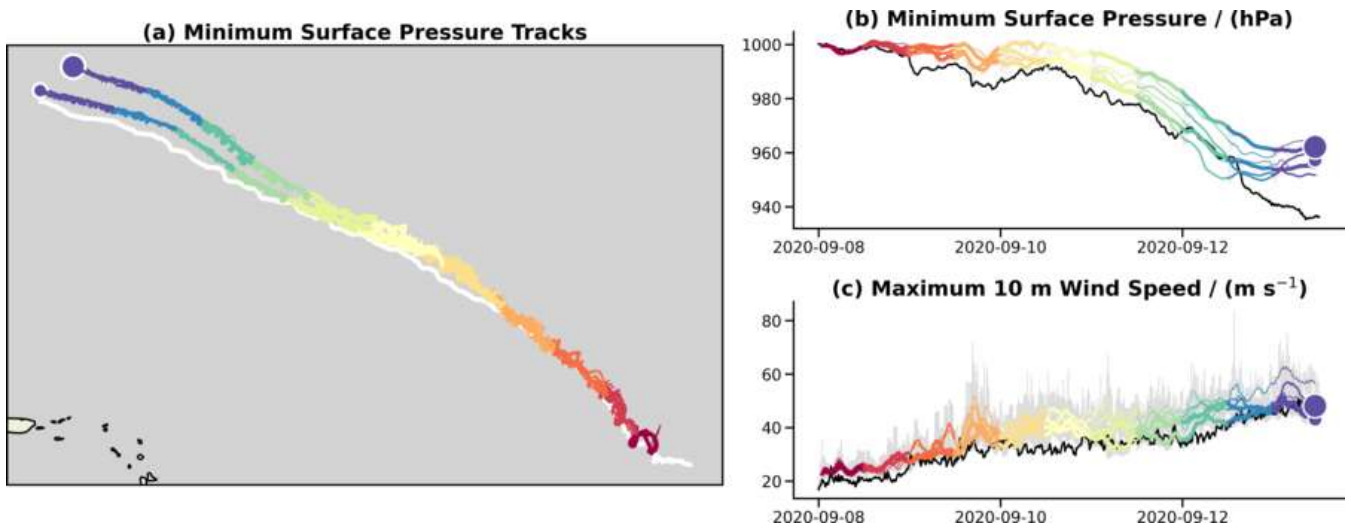 (a) Minimum Surface Pressure Tracks
(b) Minimum Surface Pressure / (hPa)
1000
980
960
940
2020-09-08 2020-09-10 2020-09-12
(c) Maximum 10 m Wind Speed / (m s⁻¹)
80
60
40
20
2020-09-08 2020-09-10 2020-09-12